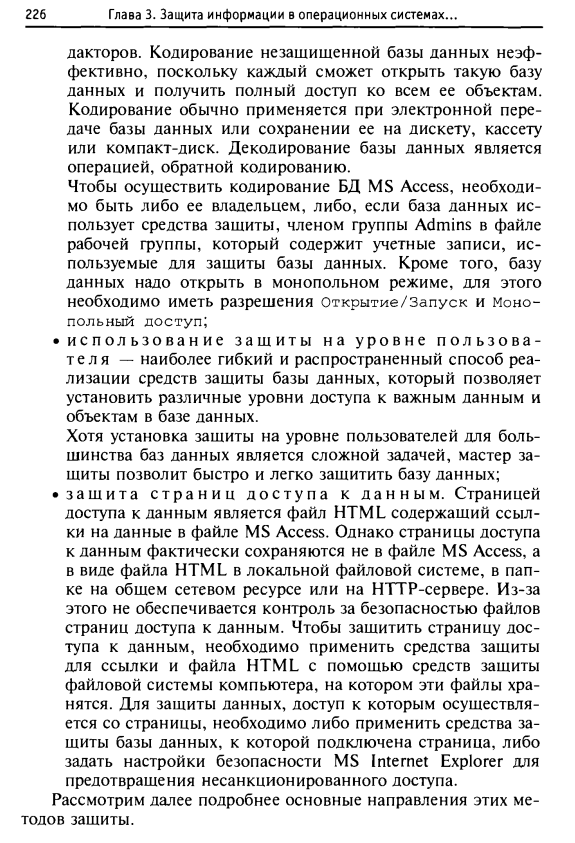 226 Глава 3. Защита информации в операционных системах...
дакторов. Кодирование незащищенной базы данных неэф-
фективно, поскольку каждый сможет открыть такую базу
данных и получить полный доступ ко всем ее объектам.
Кодирование обычно применяется при электронной пере-
даче базы данных или сохранении ее на дискету, кассету
или компакт-диск. Декодирование базы данных является
операцией, обратной кодированию.
Чтобы осуществить кодирование БД MS Access, необходи-
мо быть либо ее владельцем, либо, если база данных ис-
пользует средства защиты, членом группы Admins в файле
рабочей группы, который содержит учетные записи, ис-
пользуемые для защиты базы данных. Кроме того, базу
данных надо открыть в монопольном режиме, для этого
необходимо иметь разрешения Открытие/Запуск и Моно-
польный доступ;
• использование защиты на уровне пользова-
теля — наиболее гибкий и распространенный способ реа-
лизации средств защиты базы данных, который позволяет
установить различные уровни доступа к важным данным и
объектам в базе данных.
Хотя установка защиты на уровне пользователей для боль-
шинства баз данных является сложной задачей, мастер за-
щиты позволит быстро и легко защитить базу данных;
• защита страниц доступа к данным. Страницей
доступа к данным является файл HTML содержащий ссыл-
ки на данные в файле MS Access. Однако страницы доступа
к данным фактически сохраняются не в файле MS Access, а
в виде файла HTML в локальной файловой системе, в пап-
ке на общем сетевом ресурсе или на HTTP-сервере. Из-за
этого не обеспечивается контроль за безопасностью файлов
страниц доступа к данным. Чтобы защитить страницу дос-
тупа к данным, необходимо применить средства защиты
для ссылки и файла HTML с помощью средств защиты
файловой системы компьютера, на котором эти файлы хра-
нятся. Для защиты данных, доступ к которым осуществля-
ется со страницы, необходимо либо применить средства за-
щиты базы данных, к которой подключена страница, либо
задать настройки безопасности MS Internet Explorer для
предотвращения несанкционированного доступа.
Рассмотрим далее подробнее основные направления этих ме-
тодов защиты.